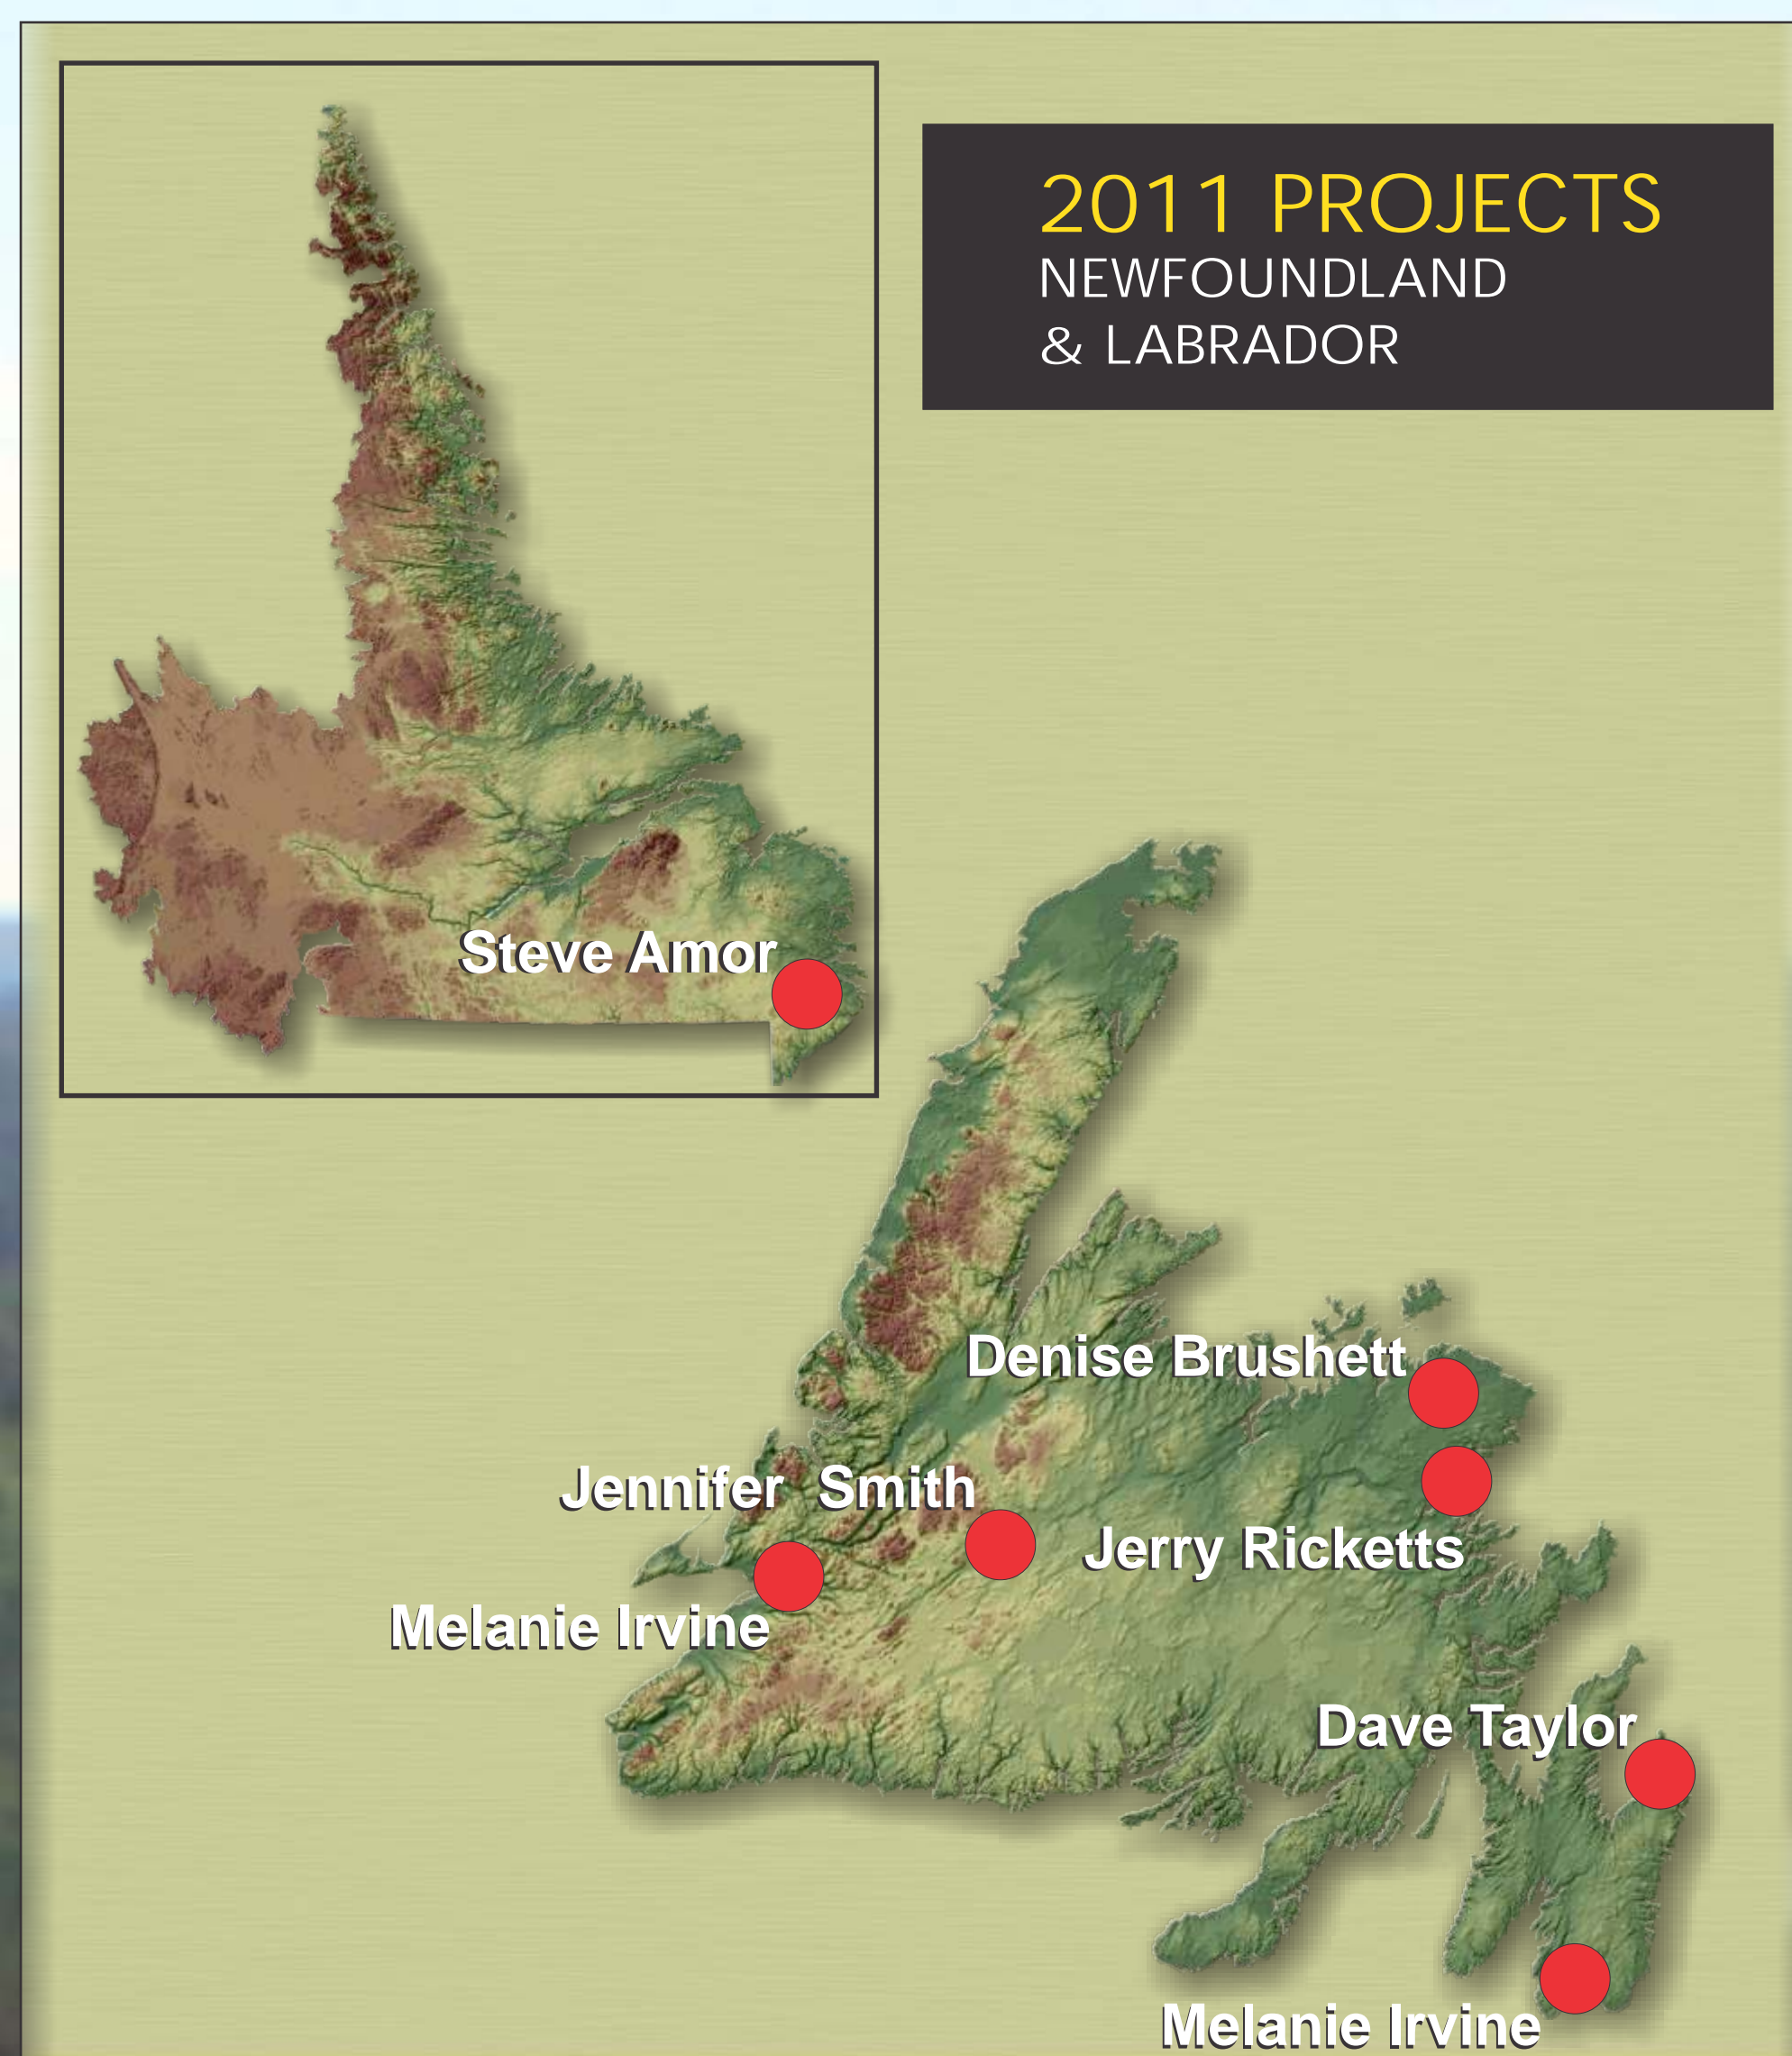 2011 PROJECTS
NEWFOUNDLAND
& LABRADOR
Steve Amor
Denise Brushett
Jennifer Smith
Jerry Ricketts
Melanie Irvine
Dave Taylor
Melanie Irvine